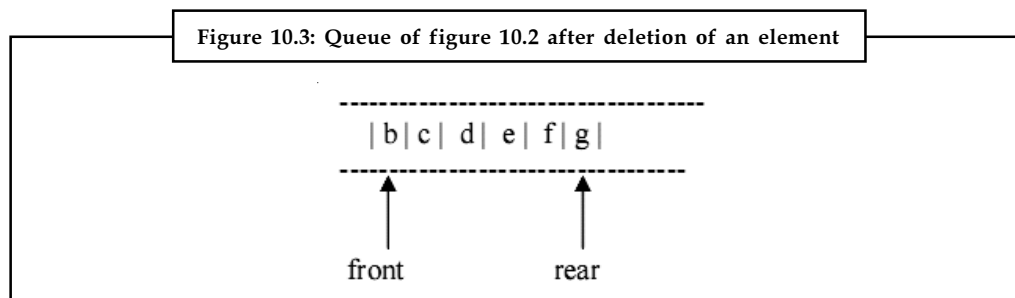 Figure 10.3: Queue of figure 10.2 after deletion of an element
| b | c | d | e | f | g |
front rear